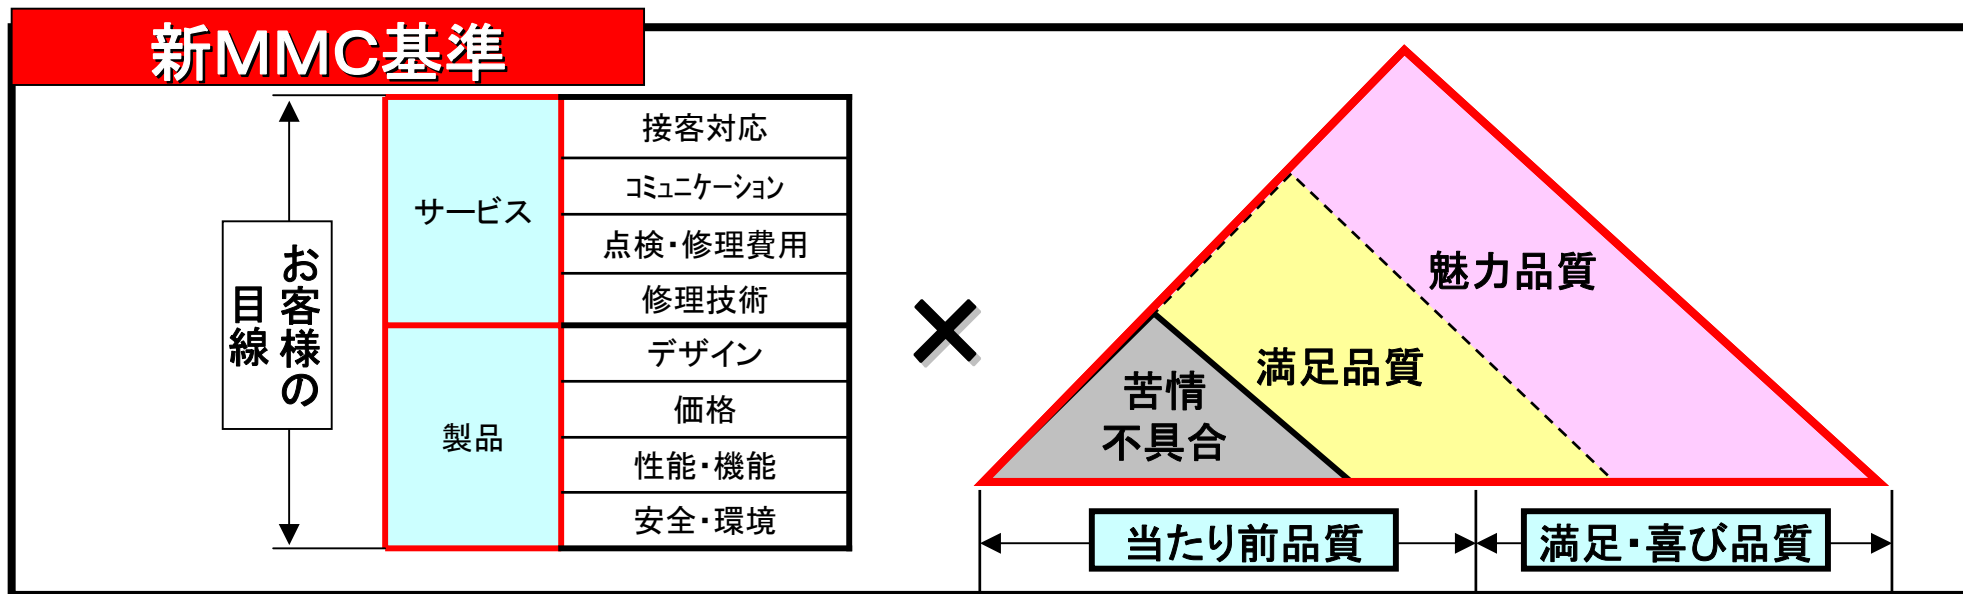 新MMC基準
お客様の
目線
サービス
接客対応
コミュニケーション
点検・修理費用
修理技術
製品
デザイン
価格
性能・機能
安全・環境
×
魅力品質
満足品質
苦情
不具合
当たり前品質
満足・喜び品質